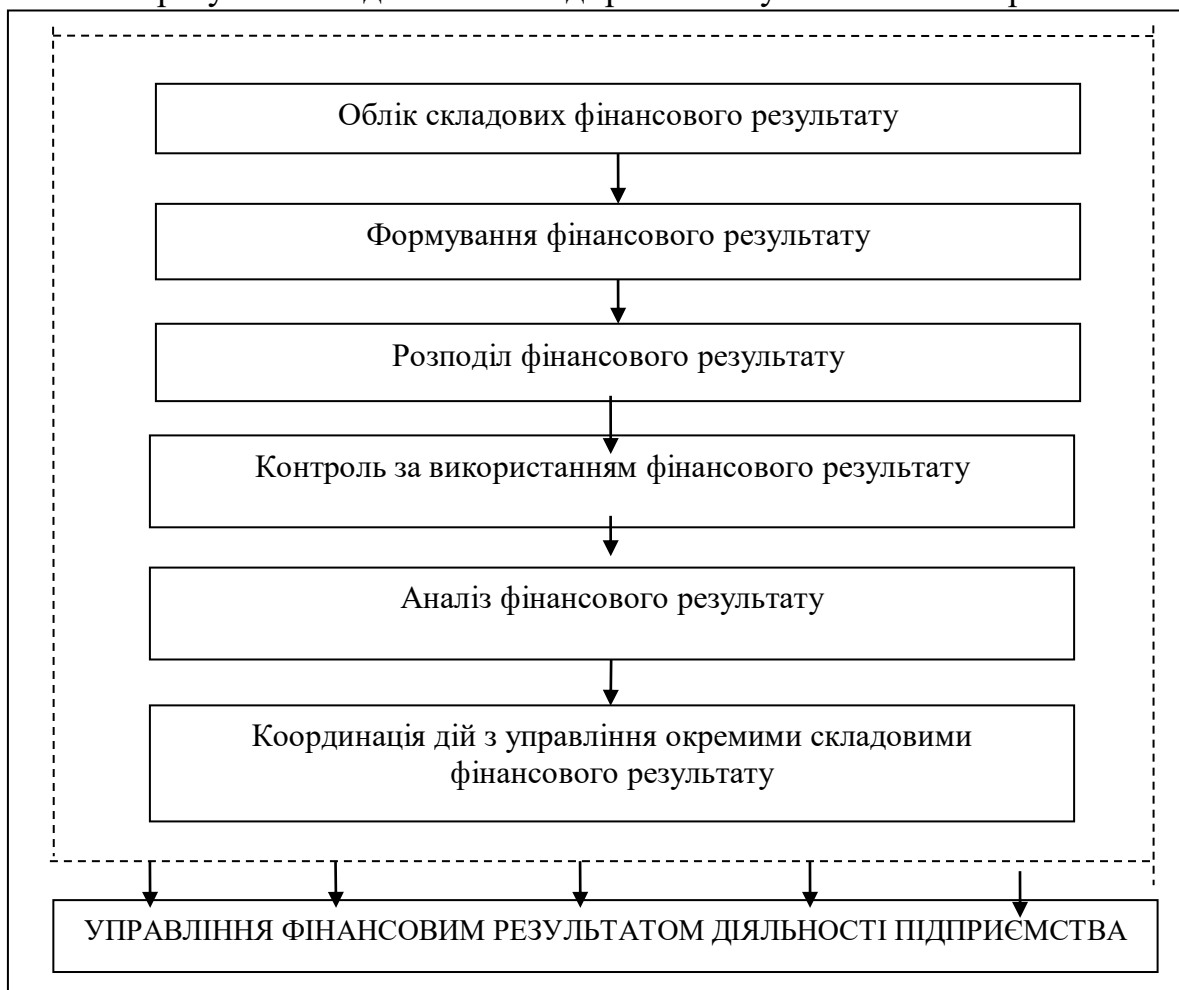 Облік складових фінансового результату
Формування фінансового результату
Розподіл фінансового результату
Контроль за використанням фінансового результату
Аналіз фінансового результату
Координація дій з управління окремими складовими
фінансового результату
УПРАВЛІННЯ ФІНАНСОВИМ РЕЗУЛЬТАТОМ ДІЯЛЬНОСТІ ПІДПРИЄМСТВА